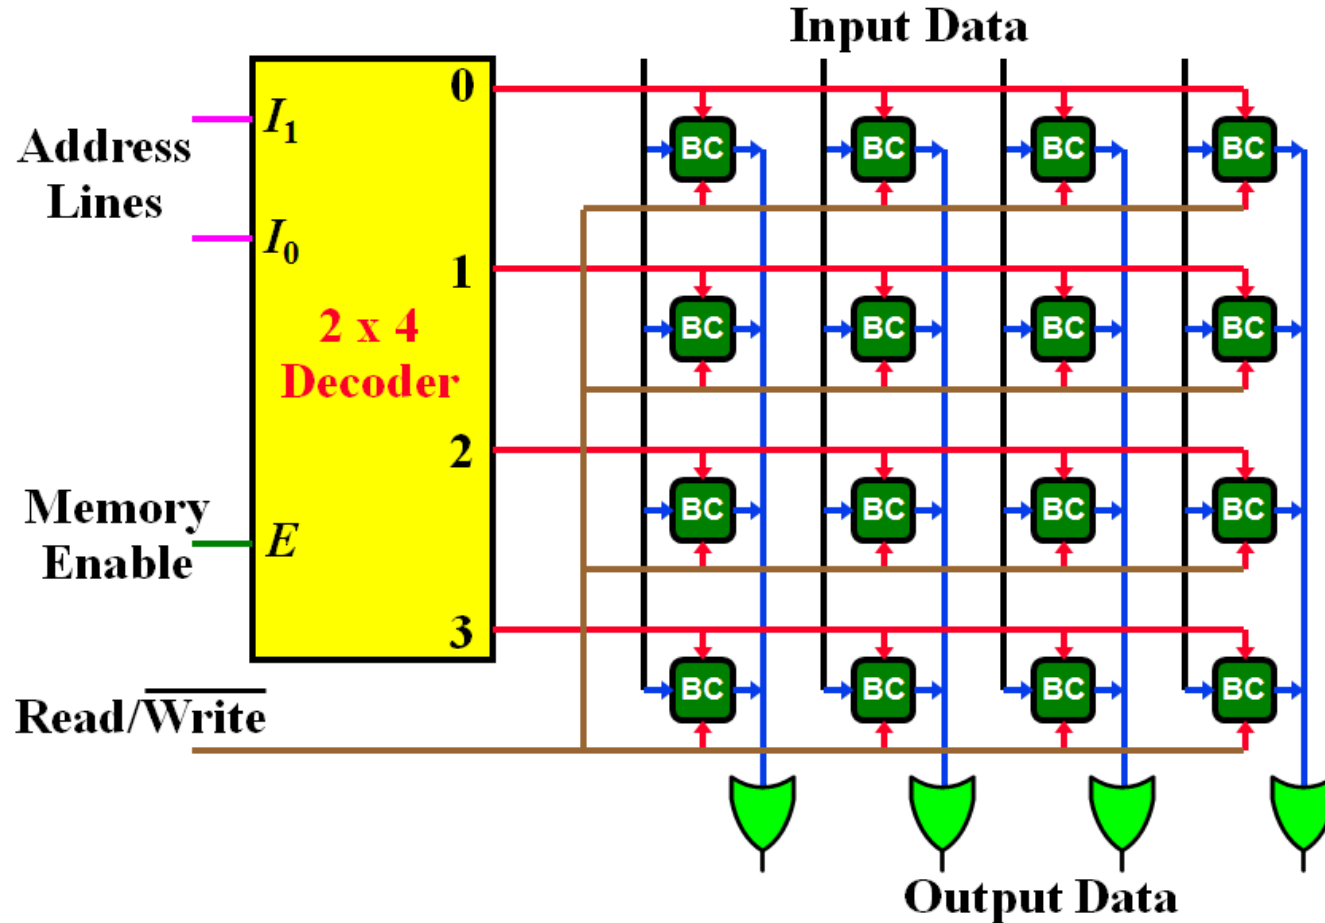 Input Data
0
Address
Lines
I1
BC BC BC BC
I0
1
2 x 4
Decoder
BC BC BC BC
2
Memory
Enable
E
BC BC BC BC
3
BC BC BC BC
Read/W̅r̅i̅t̅e̅
Output Data